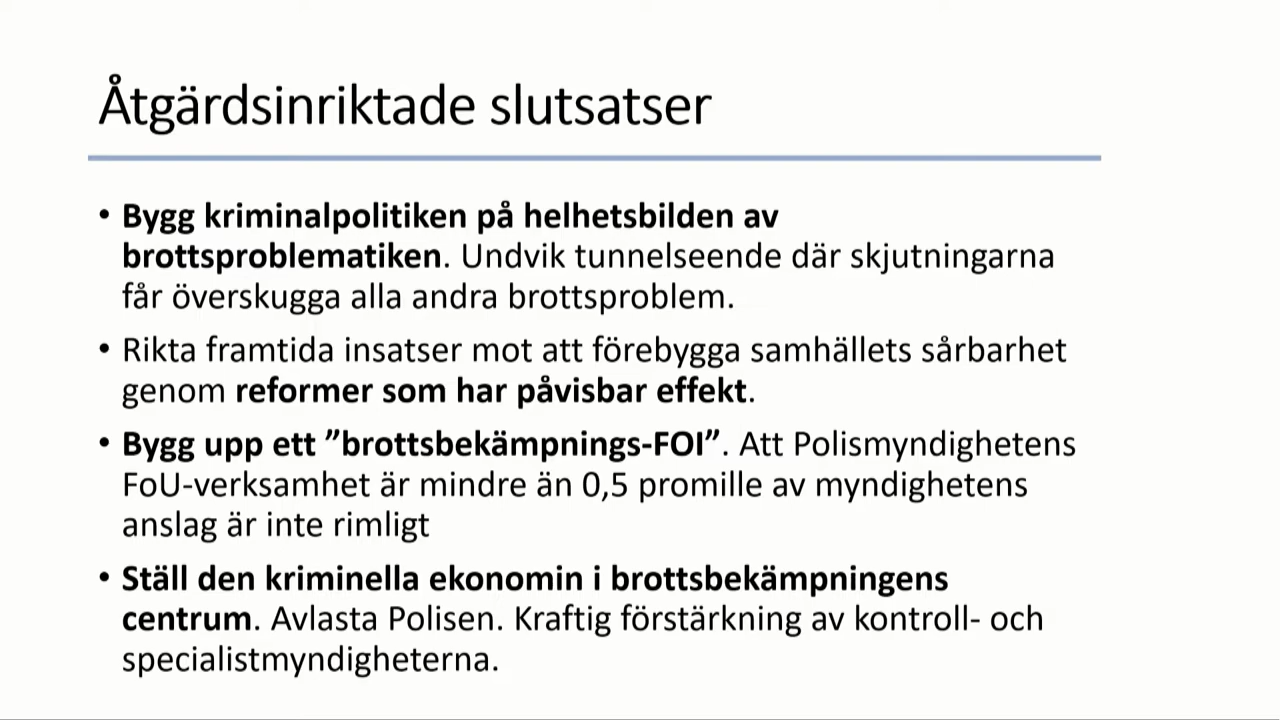 Åtgärdsinriktade slutsatser
• Bygg kriminalpolitiken på helhetsbilden av
brottsproblematiken. Undvik tunnelseende där skjutningarna
får överskugga alla andra brottsproblem.
• Rikta framtida insatser mot att förebygga samhällets sårbarhet
genom reformer som har påvisbar effekt.
• Bygg upp ett ”brottsbekämpnings-FOI”. Att Polismyndighetens
FoU-verksamhet är mindre än 0,5 promille av myndighetens
anslag är inte rimligt
• Ställ den kriminella ekonomin i brottsbekämpningens
centrum. Avlasta Polisen. Kraftig förstärkning av kontroll- och
specialistmyndigheterna.